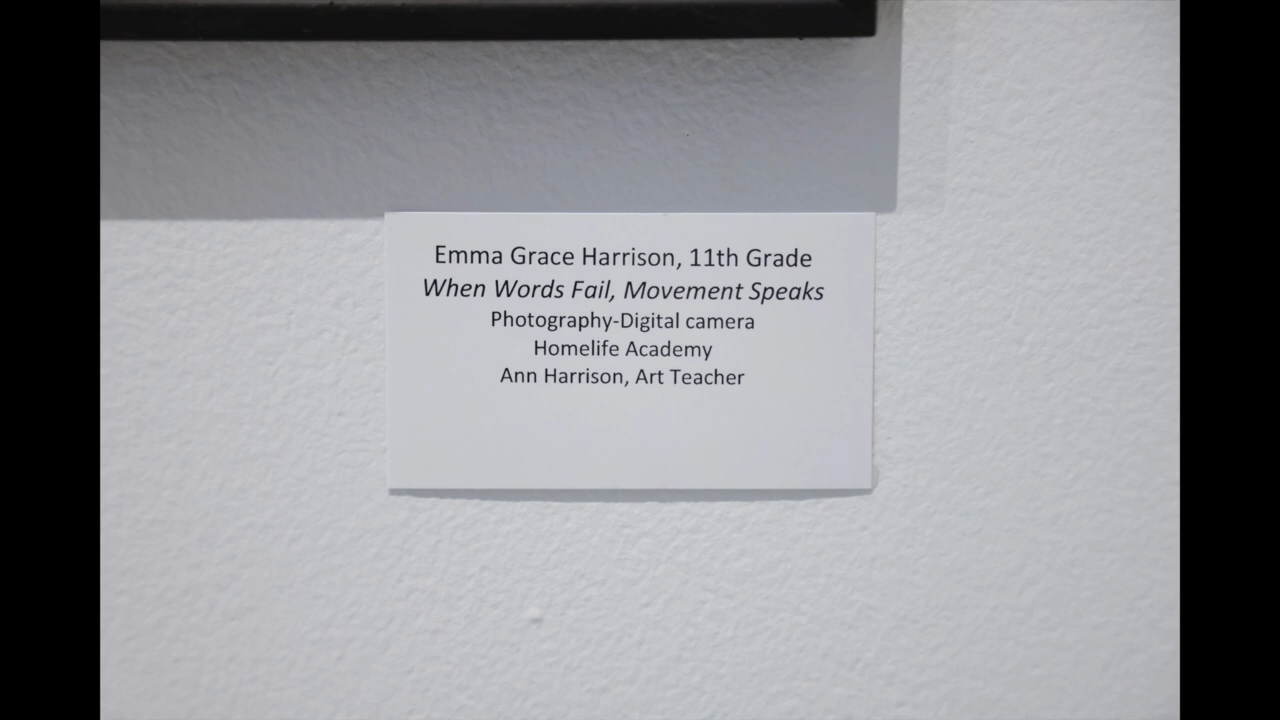 Emma Grace Harrison, 11th Grade
When Words Fail, Movement Speaks
Photography-Digital camera
Homelife Academy
Ann Harrison, Art Teacher